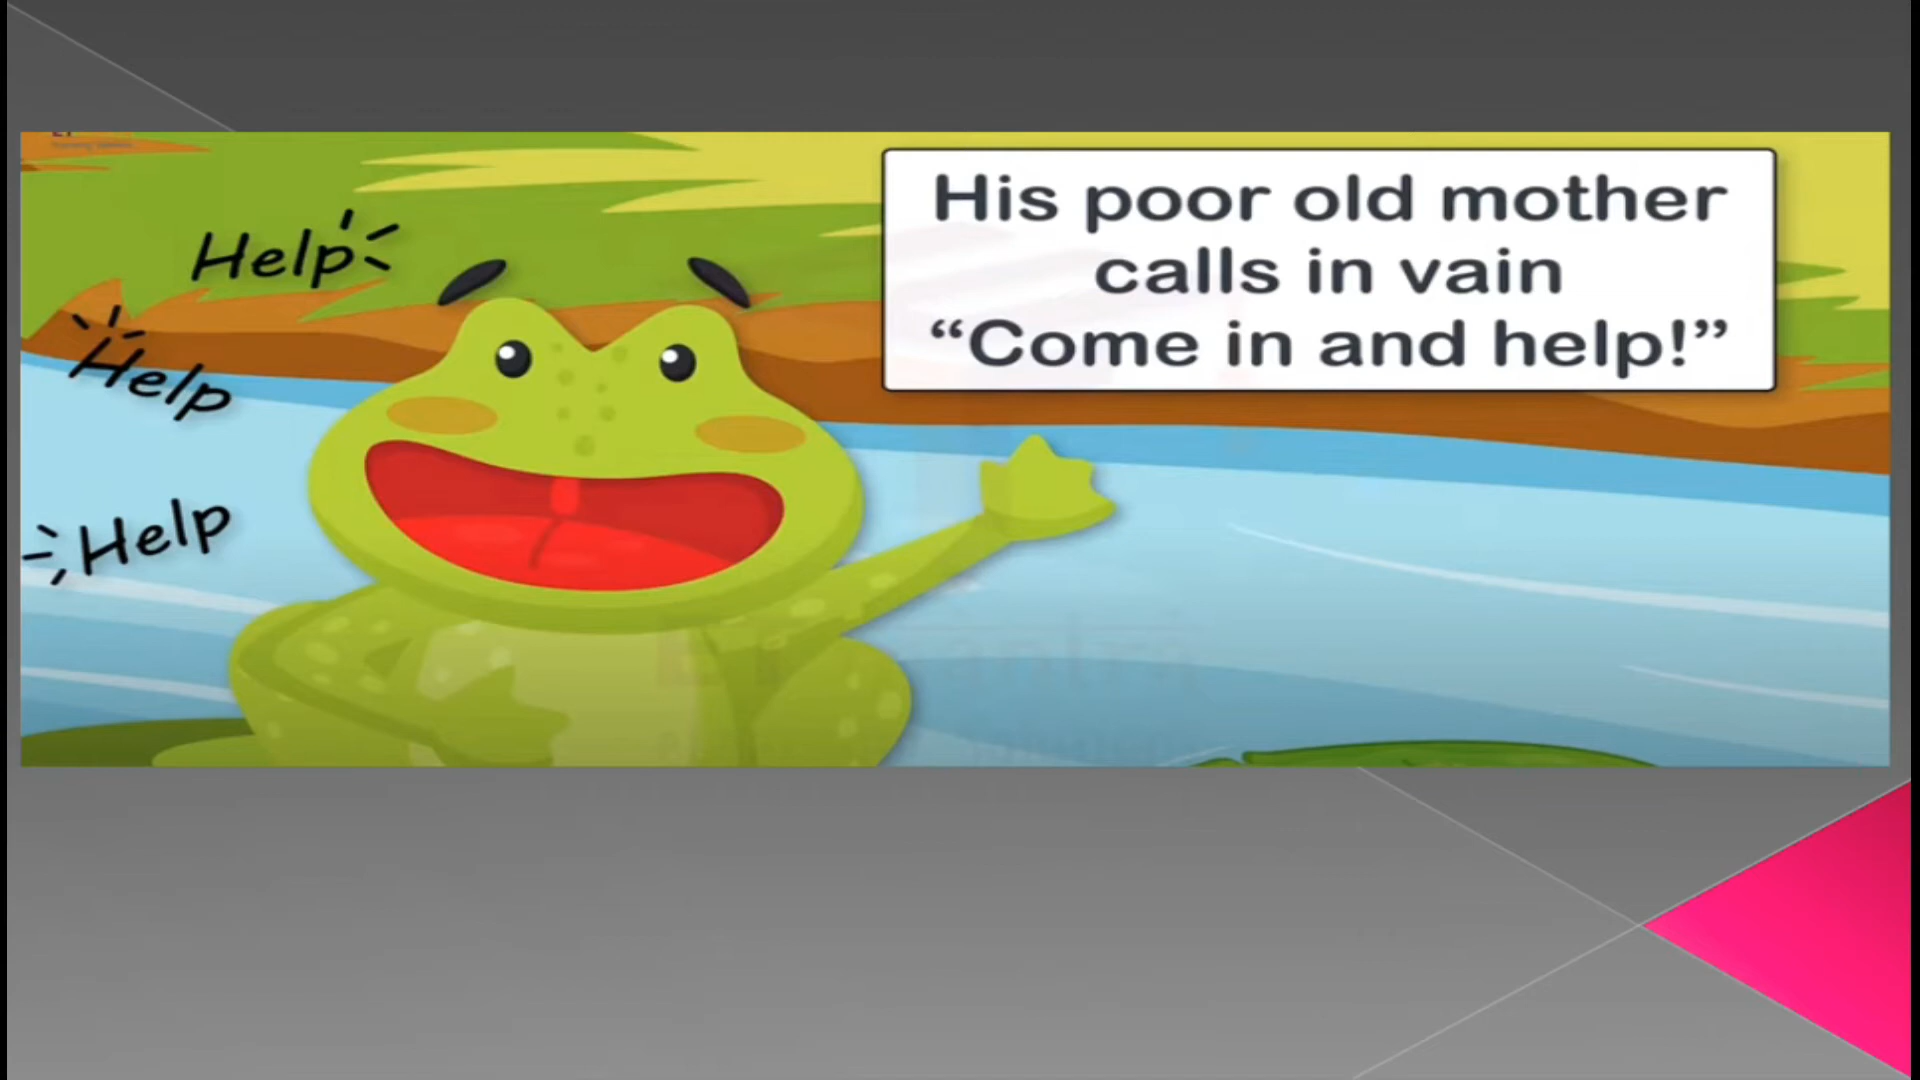 His poor old mother
calls in vain
“Come in and help!”
Help
Help
Help